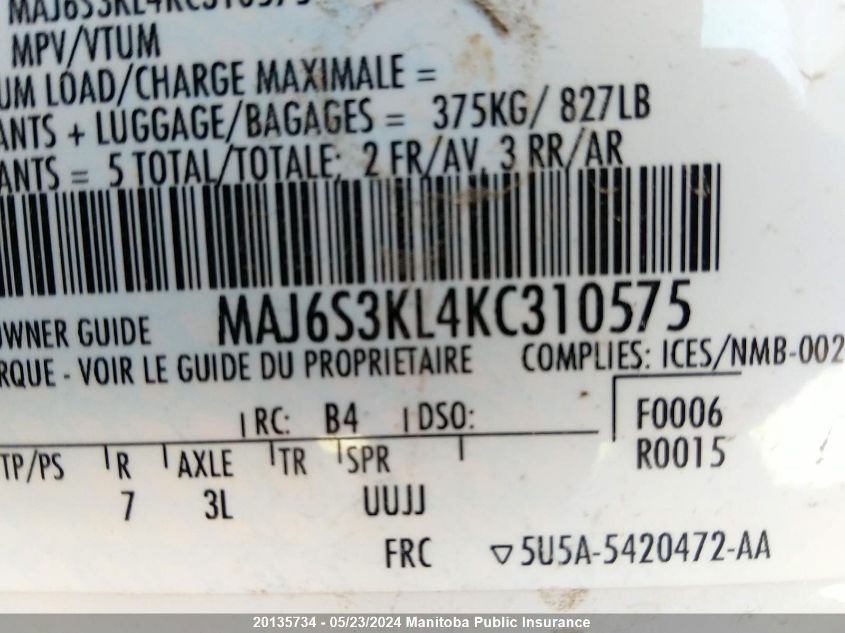 MAJ6S3KL4KC310575
MPV/VTUM
UM LOAD/CHARGE MAXIMALE =
ANTS + LUGGAGE/BAGAGES = 375KG/ 827LB
ANTS = 5 TOTAL/TOTALE; 2 FR/AV, 3 RR/AR
OWNER GUIDE MAJ6S3KL4KC310575
RQUE - VOIR LE GUIDE DU PROPRIETAIRE COMPLIES: ICES/NMB-002
RC: B4 DSO: F0006
R0015
TP/PS R AXLE TR SPR
7 3L UUJJ
FRC ▽5U5A-5420472-AA
20135734 - 05/23/2024 Manitoba Public Insurance